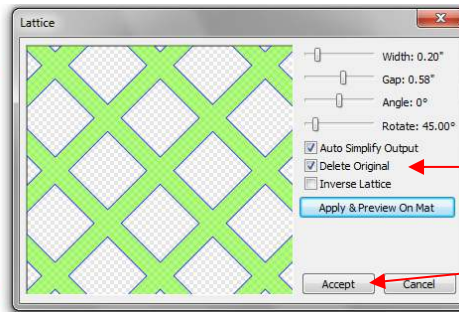 Lattice
Width: 0.20"
Gap: 0.58"
Angle: 0°
Rotate: 45.00°
Auto Simplify Output
Delete Original
Inverse Lattice
Apply & Preview On Mat
Accept
Cancel